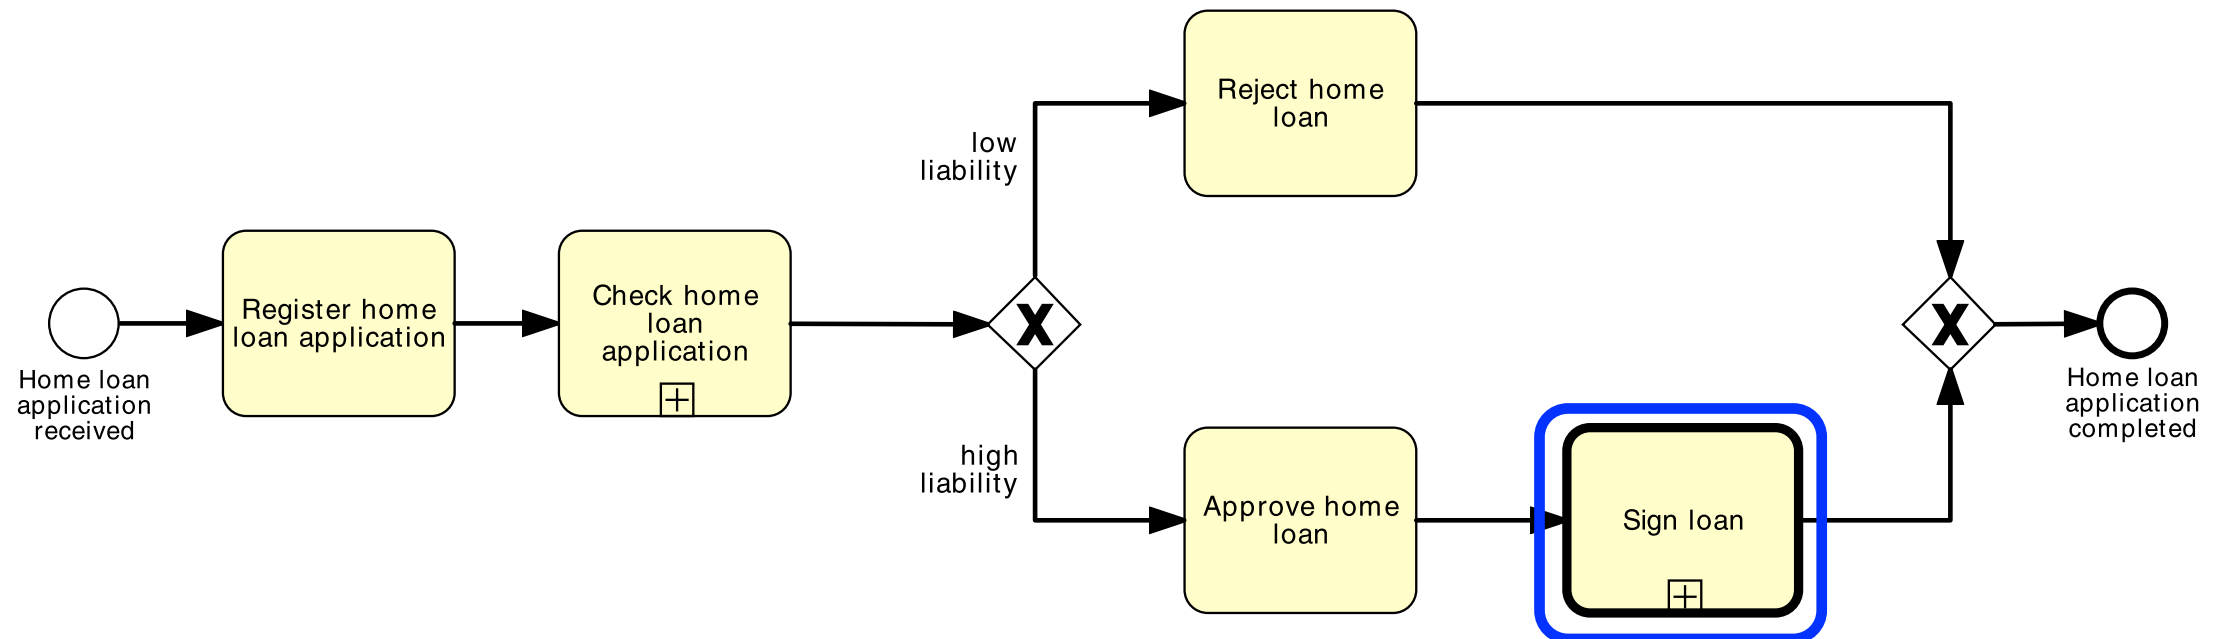 Home loan
application
received
Register home
loan application
Check home
loan
application
X
low
liability
high
liability
Reject home
loan
Approve home
loan
Sign loan
X
Home loan
application
completed